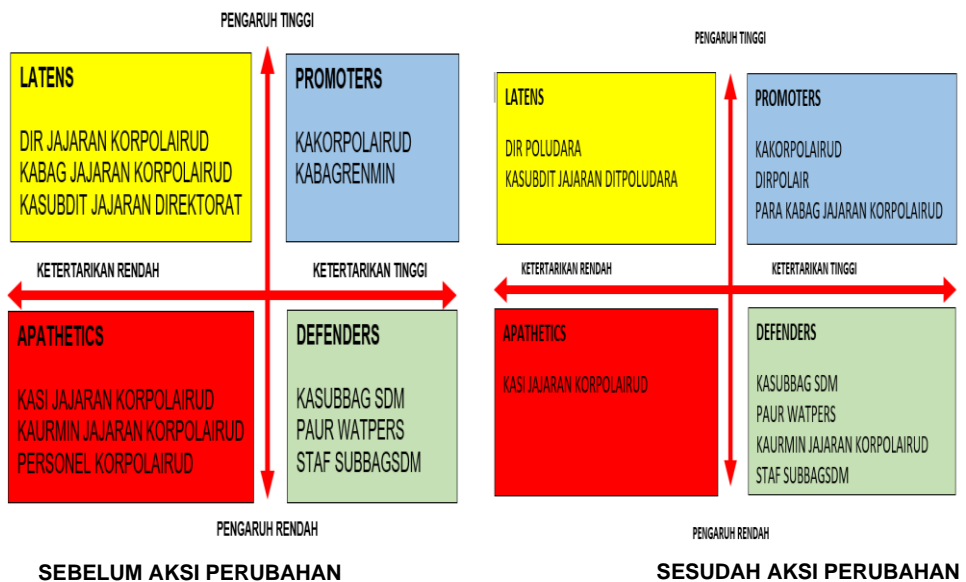 PENGARUH TINGGI
LATENS
DIR JAJARAN KORPOLAIRUD
KABAG JAJARAN KORPOLAIRUD
KASUBDIT JAJARAN DIREKTORAT
PROMOTERS
KAKORPOLAIRUD
KABAGRENMIN
KETERTARIKAN RENDAH
KETERTARIKAN TINGGI
APATHETICS
KASI JAJARAN KORPOLAIRUD
KAURMIN JAJARAN KORPOLAIRUD
PERSONEL KORPOLAIRUD
DEFENDERS
KASUBBAG SDM
PAUR WATPERS
STAF SUBBAGSDM
PENGARUH RENDAH
SEBELUM AKSI PERUBAHAN
PENGARUH TINGGI
LATENS
DIR POLUDARA
KASUBDIT JAJARAN DITPOLUDARA
PROMOTERS
KAKORPOLAIRUD
DIRPOLAIR
PARA KABAG JAJARAN KORPOLAIRUD
KETERTARIKAN RENDAH
KETERTARIKAN TINGGI
APATHETICS
KASI JAJARAN KORPOLAIRUD
DEFENDERS
KASUBBAG SDM
PAUR WATPERS
KAURMIN JAJARAN KORPOLAIRUD
STAF SUBBAGSDM
PENGARUH RENDAH
SESUDAH AKSI PERUBAHAN